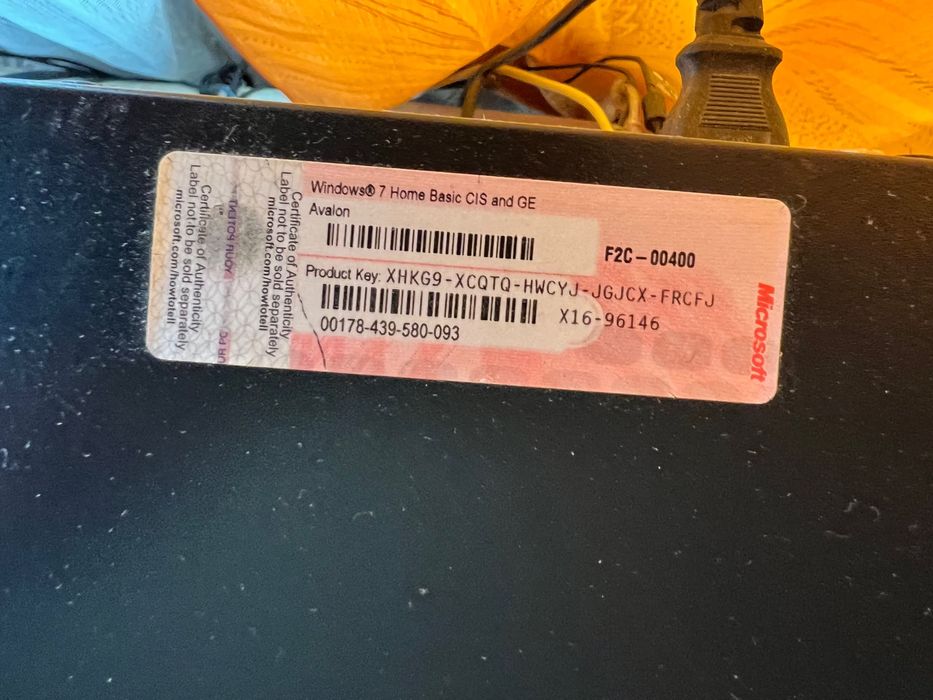 Windows® 7 Home Basic CIS and GE
Avalon
F2C-00400
Product Key: XHKG9-XCQTQ-HWCYJ-JGJCX-FRCFJ
X16-96146
00178-439-580-093
Microsoft
Certificate of Authenticity
Label not to be sold separately
microsoft.com/howtotell
Certificate of Authenticity
Label not to be sold separately
microsoft.com/howtotell